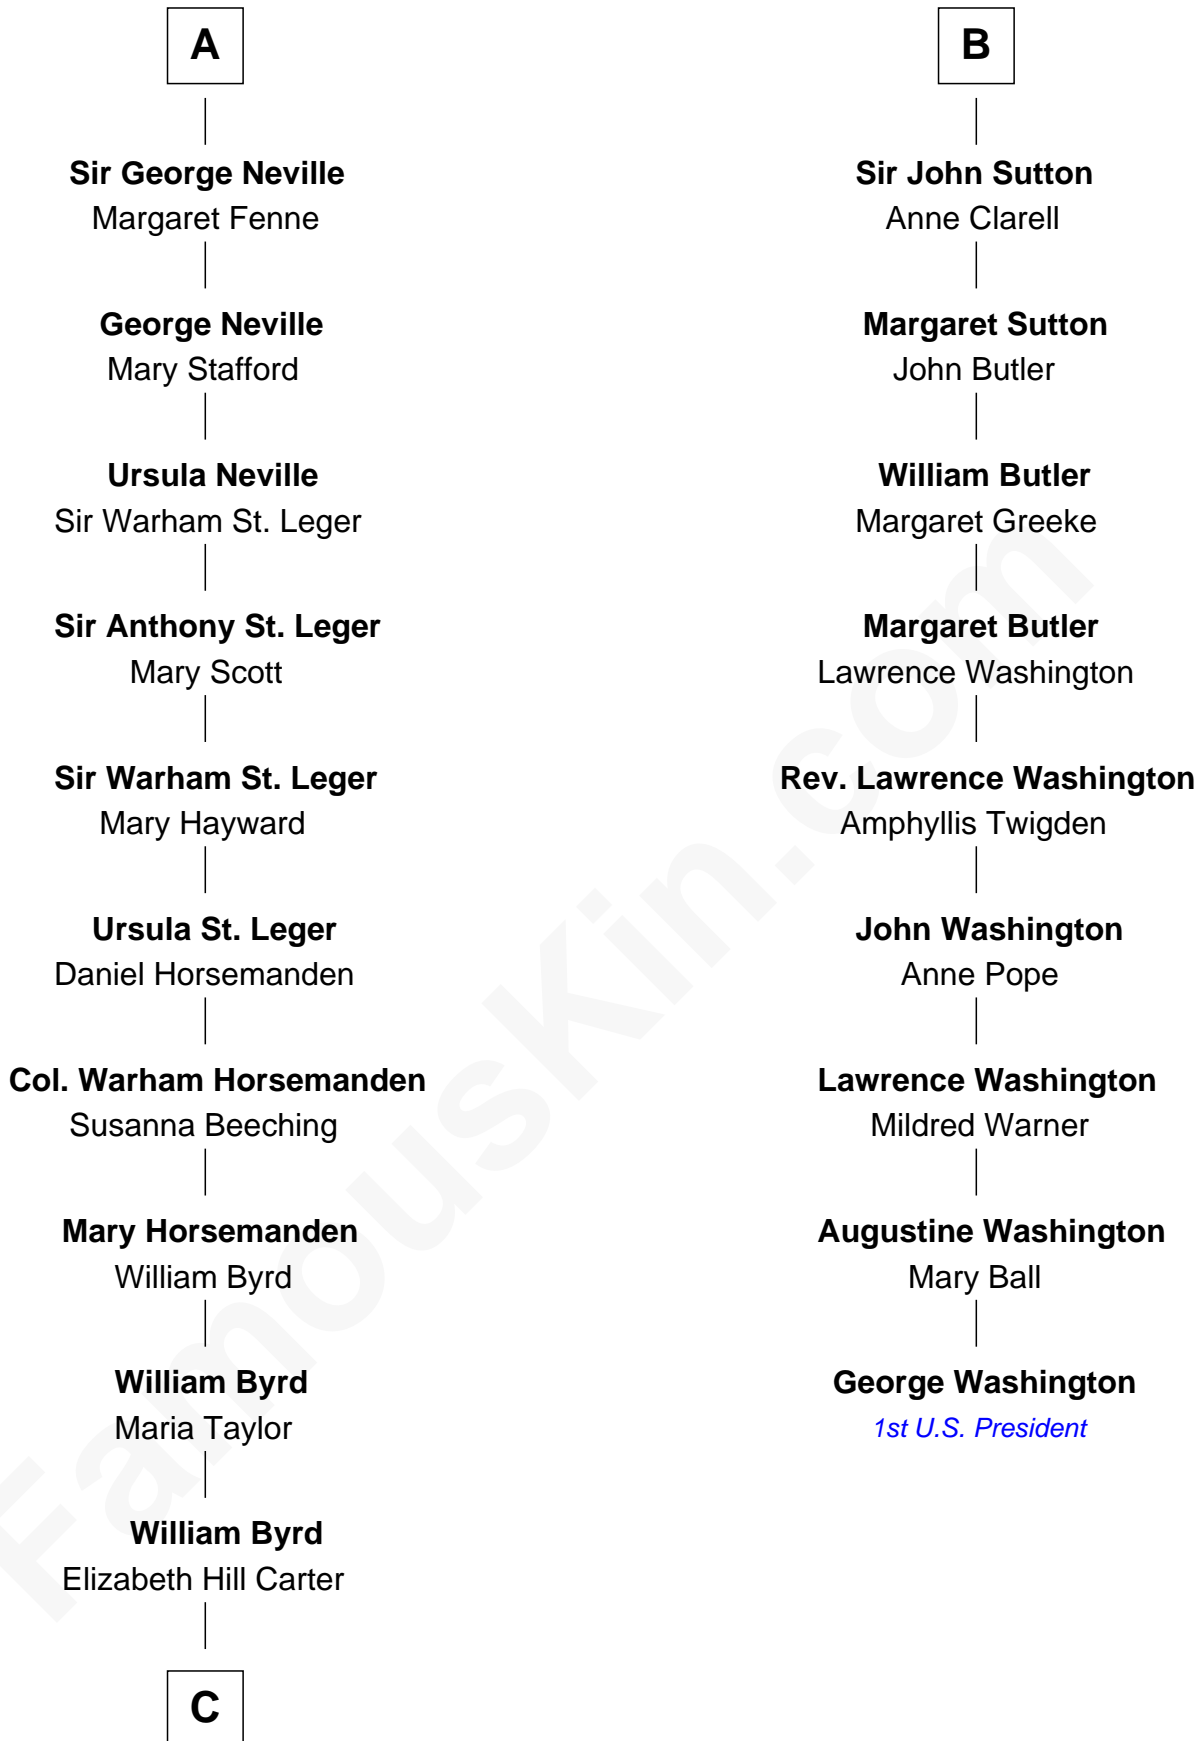 A
Sir George Neville
Margaret Fenne
George Neville
Mary Stafford
Ursula Neville
Sir Warham St. Leger
Sir Anthony St. Leger
Mary Scott
Sir Warham St. Leger
Mary Hayward
Ursula St. Leger
Daniel Horsemanden
Col. Warham Horsemanden
Susanna Beeching
Mary Horsemanden
William Byrd
William Byrd
Maria Taylor
William Byrd
Elizabeth Hill Carter
C
B
Sir John Sutton
Anne Clarell
Margaret Sutton
John Butler
William Butler
Margaret Greeke
Margaret Butler
Lawrence Washington
Rev. Lawrence Washington
Amphyllis Twigden
John Washington
Anne Pope
Lawrence Washington
Mildred Warner
Augustine Washington
Mary Ball
George Washington
1st U.S. President
FamousKin.com